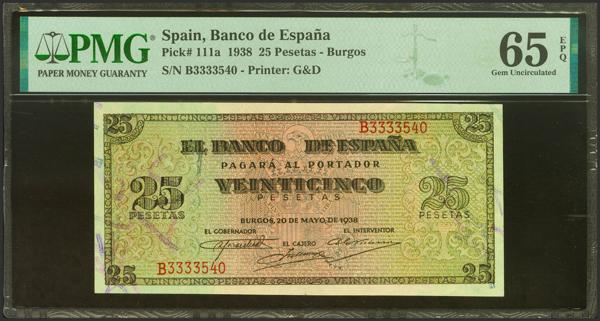 PMG
PAPER MONEY GUARANTY
Spain, Banco de España
Pick# 111a 1938 25 Pesetas - Burgos
S/N B3333540 - Printer: G&D
65 EPQ
Gem Uncirculated
25
25
B3333540
EL BANCO DE ESPAÑA
PAGARÁ AL PORTADOR
25 VEINTICINCO 25
PESETAS PESETAS PESETAS
BURGOS, 20 DE MAYO, DE 1938
EL GOBERNADOR EL INTERVENTOR
EL CAJERO
B3333540
25
25